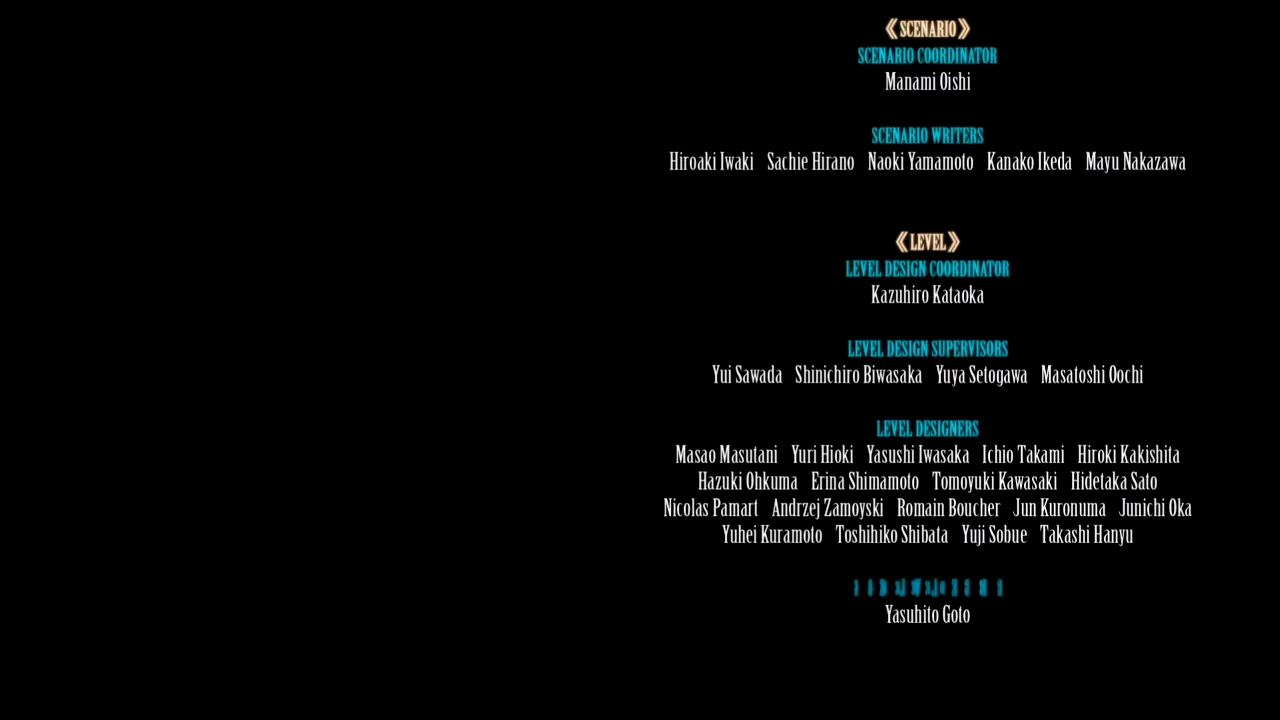 《SCENARIO》
SCENARIO COORDINATOR
Manami Oishi
SCENARIO WRITERS
Hiroaki Iwaki Sachie Hirano Naoki Yamamoto Kanako Ikeda Mayu Nakazawa
《LEVEL》
LEVEL DESIGN COORDINATOR
Kazuhiro Kataoka
LEVEL DESIGN SUPERVISORS
Yui Sawada Shinichiro Biwasaka Yuya Setogawa Masatoshi Oochi
LEVEL DESIGNERS
Masao Masutani Yuri Hioki Yasushi Iwasaka Ichio Takami Hiroki Kakishita
Hazuki Ohkuma Erina Shimamoto Tomoyuki Kawasaki Hidetaka Sato
Nicolas Pamart Andrzej Zamoyski Romain Boucher Jun Kuronuma Junichi Oka
Yuhei Kuramoto Toshihiko Shibata Yuji Sobue Takashi Hanyu
Yasuhito Goto